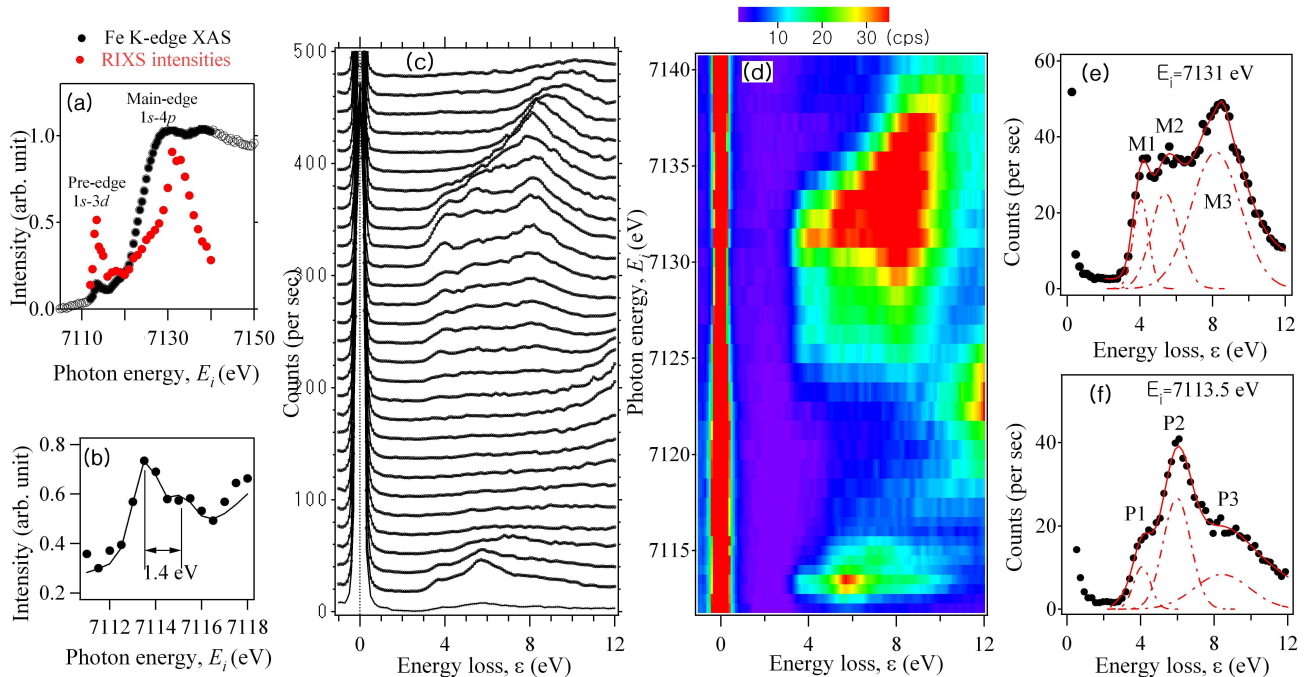 Fe K-edge XAS
RIXS intensities
(a)
Main-edge
1s-4p
Pre-edge
1s-3d
1.0
0.5
0.0
7110
7130
7150
Intensity (arb. unit)
Photon energy, E_i (eV)
(b)
0.8
0.6
0.4
0.2
1.4 eV
7112
7114
7116
7118
Intensity (arb. unit)
Photon energy, E_i (eV)
(c)
500
400
300
200
100
0
0
4
8
12
Counts (per sec)
Energy loss, ε (eV)
10
20
30
(cps)
(d)
7140
7135
7130
7125
7120
7115
0
4
8
12
Photon energy, E_i (eV)
Energy loss, ε (eV)
(e)
E_i=7131 eV
M1
M2
M3
60
40
20
0
0
4
8
12
Counts (per sec)
Energy loss, ε (eV)
(f)
E_i=7113.5 eV
P1
P2
P3
40
20
0
0
4
8
12
Counts (per sec)
Energy loss, ε (eV)